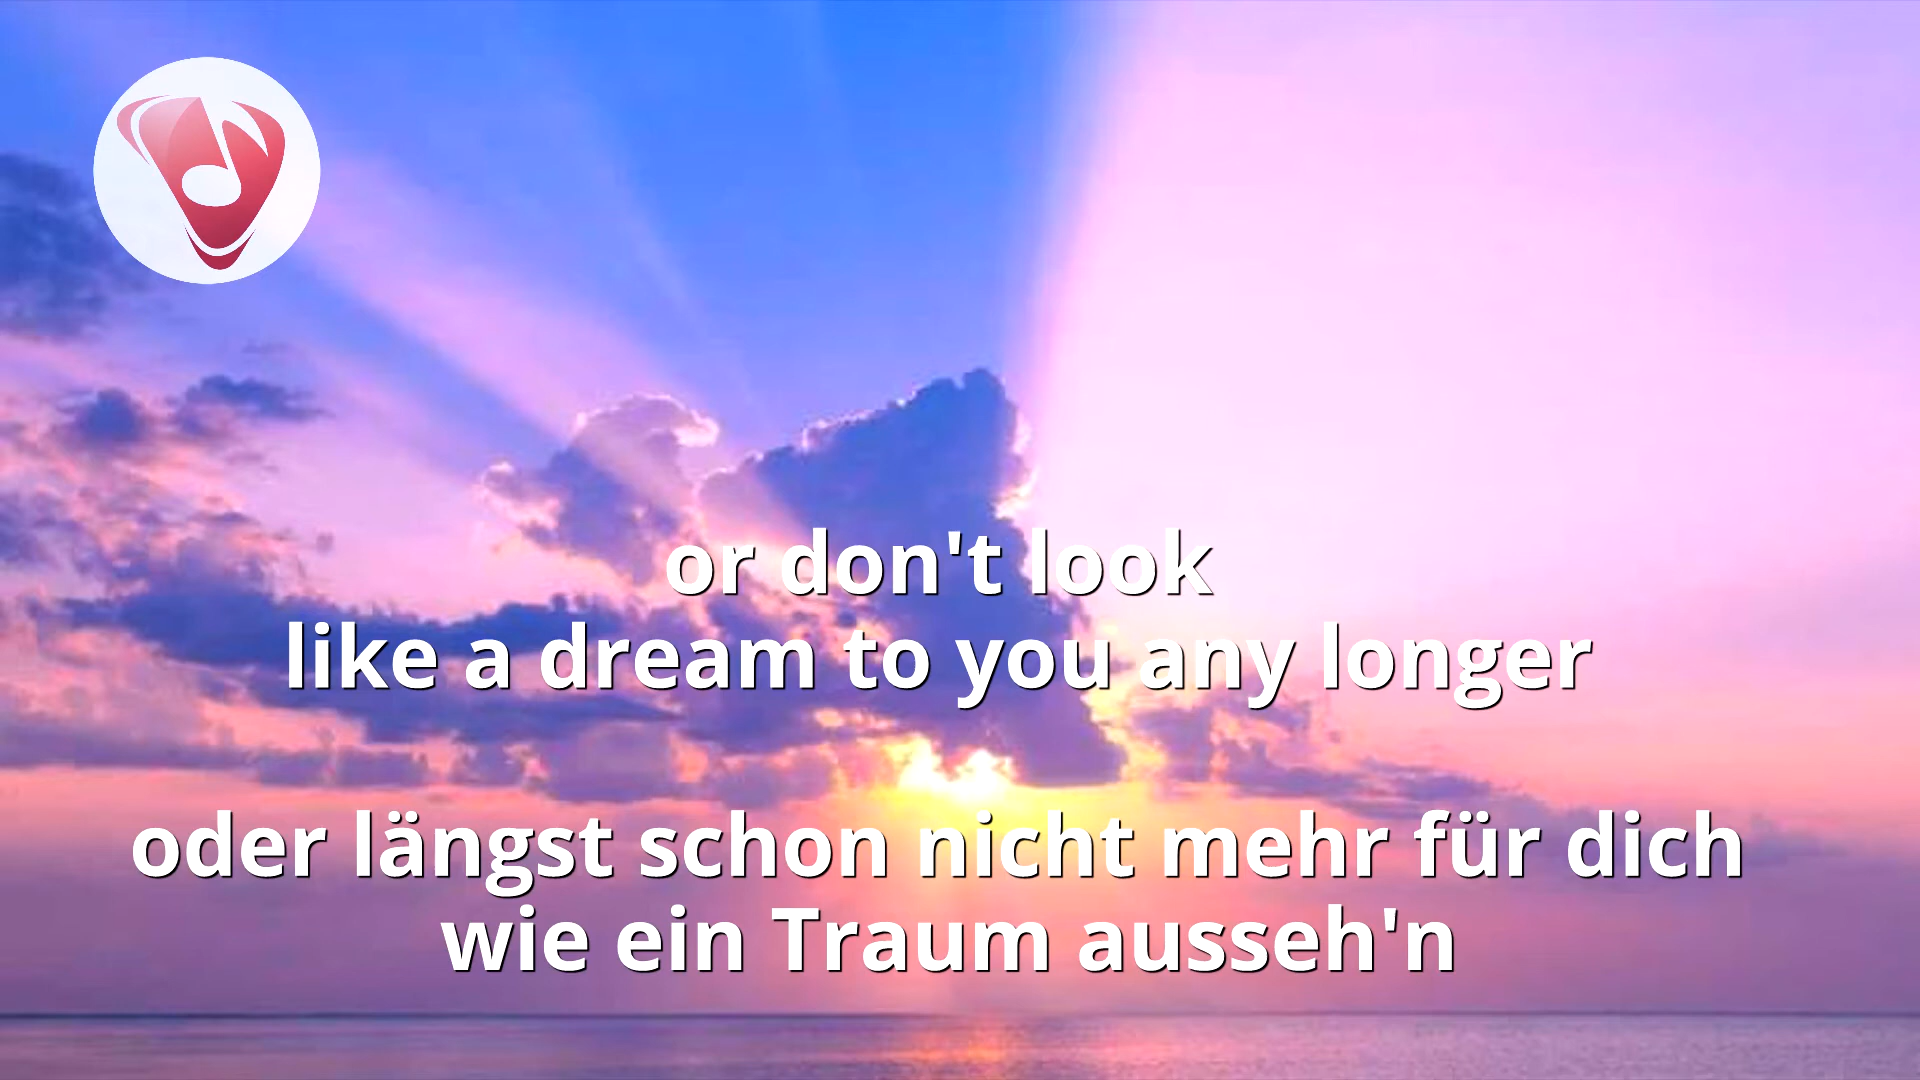 or don't look
like a dream to you any longer
oder längst schon nicht mehr für dich
wie ein Traum ausseh'n